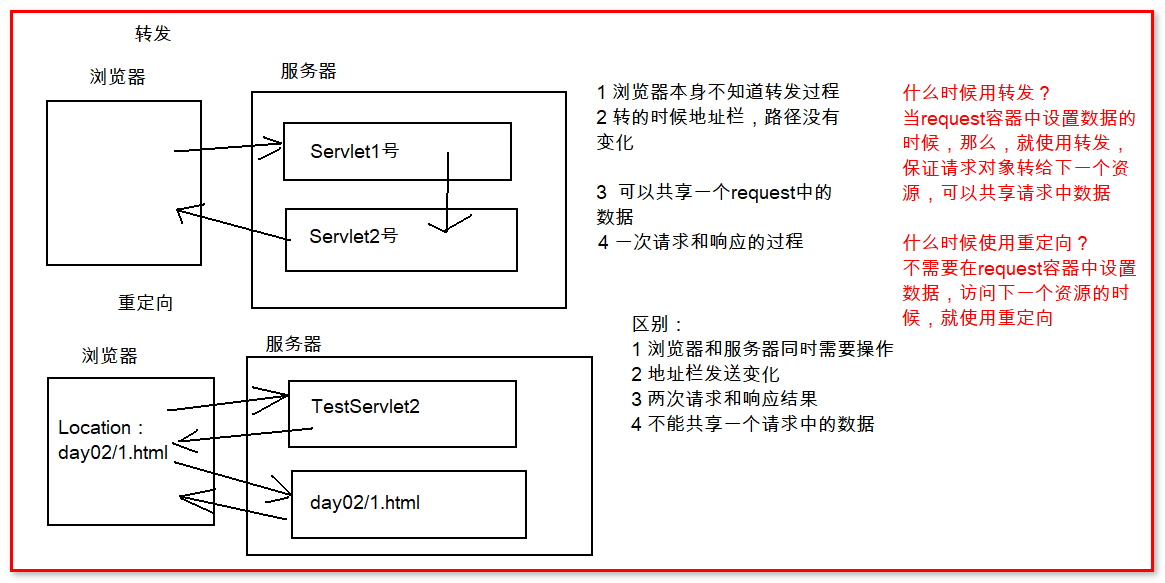 转发
浏览器
服务器
Servlet1号
Servlet2号
1 浏览器本身不知道转发过程
2 转的时候地址栏，路径没有
变化
3 可以共享一个request中的
数据
4 一次请求和响应的过程
什么时候用转发？
当request容器中设置数据的
时候，那么，就使用转发，
保证请求对象转给下一个资
源，可以共享请求中数据
什么时候使用重定向？
不需要在request容器中设置
数据，访问下一个资源的时
候，就使用重定向
重定向
浏览器
服务器
Location：
day02/1.html
TestServlet2
day02/1.html
区别：
1 浏览器和服务器同时需要操作
2 地址栏发送变化
3 两次请求和响应结果
4 不能共享一个请求中的数据